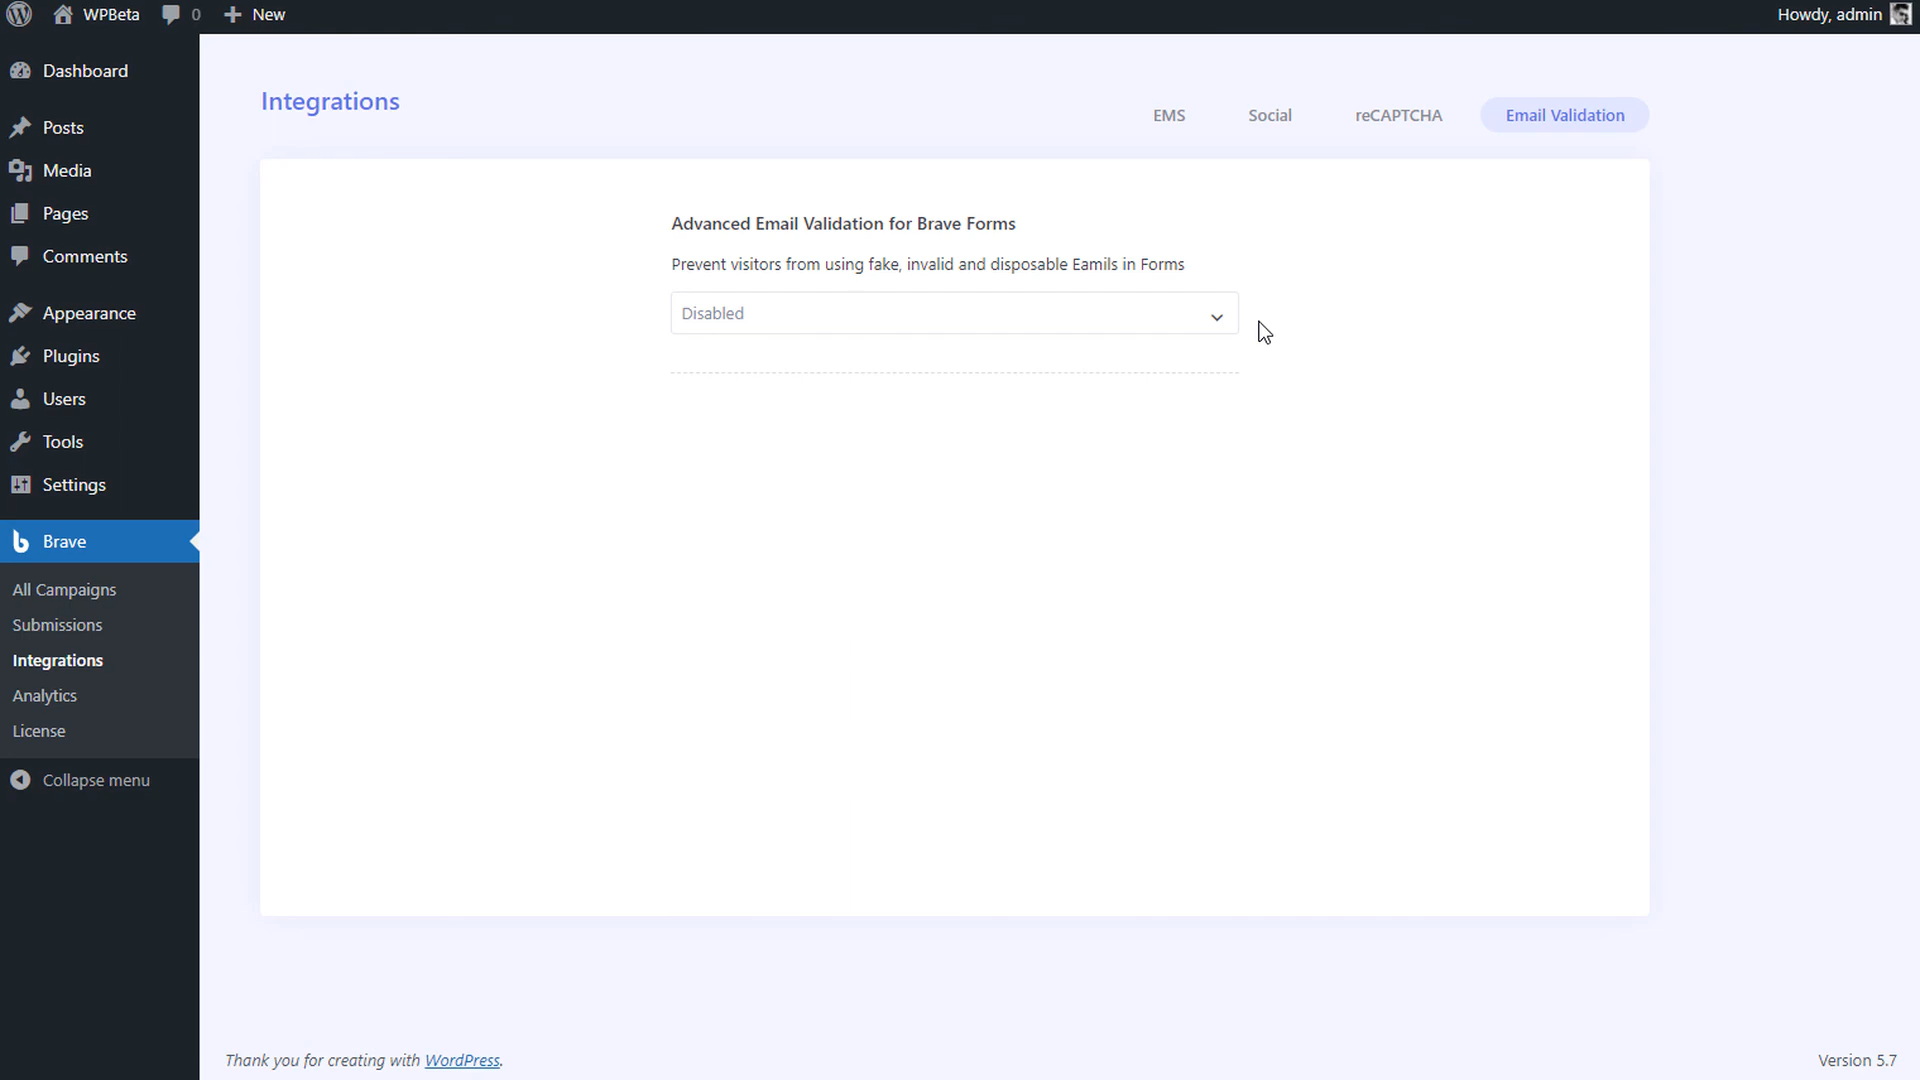 WPBeta
0
New
Howdy, admin
Dashboard
Posts
Media
Pages
Comments
Appearance
Plugins
Users
Tools
Settings
Brave
All Campaigns
Submissions
Integrations
Analytics
License
Collapse menu
Integrations
EMS
Social
reCAPTCHA
Email Validation
Advanced Email Validation for Brave Forms
Prevent visitors from using fake, invalid and disposable Eamils in Forms
Disabled
Thank you for creating with WordPress.
Version 5.7